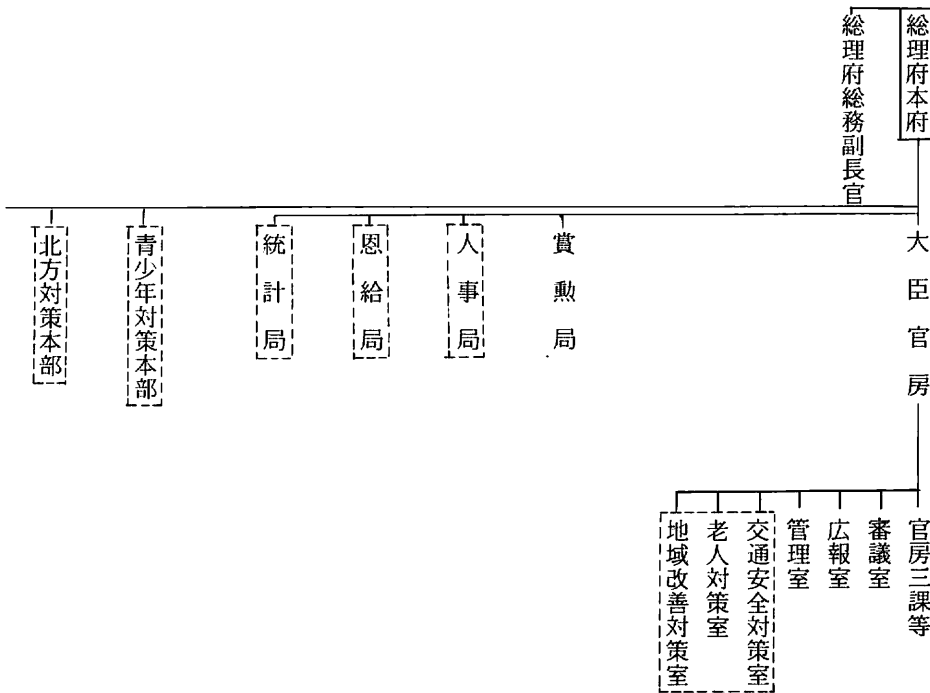 総理府本府
総理府総務副長官
大臣官房
賞勲局
人事局
恩給局
統計局
青少年対策本部
北方対策本部
官房三課等
審議室
広報室
管理室
交通安全対策室
老人対策室
地域改善対策室